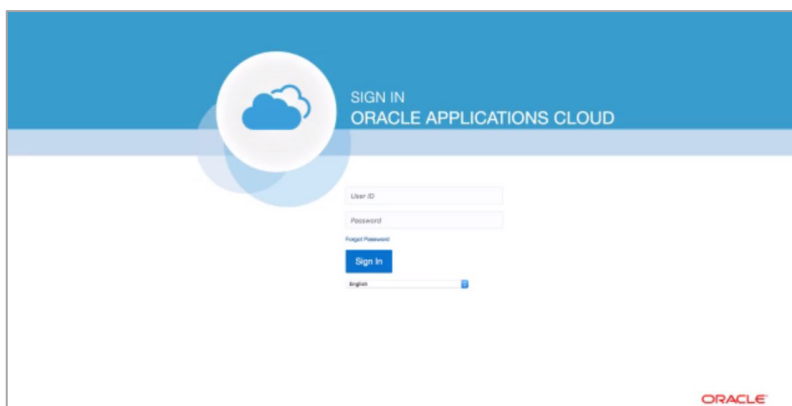 SIGN IN
ORACLE APPLICATIONS CLOUD
User ID
Password
Forgot Password
Sign In
English
ORACLE